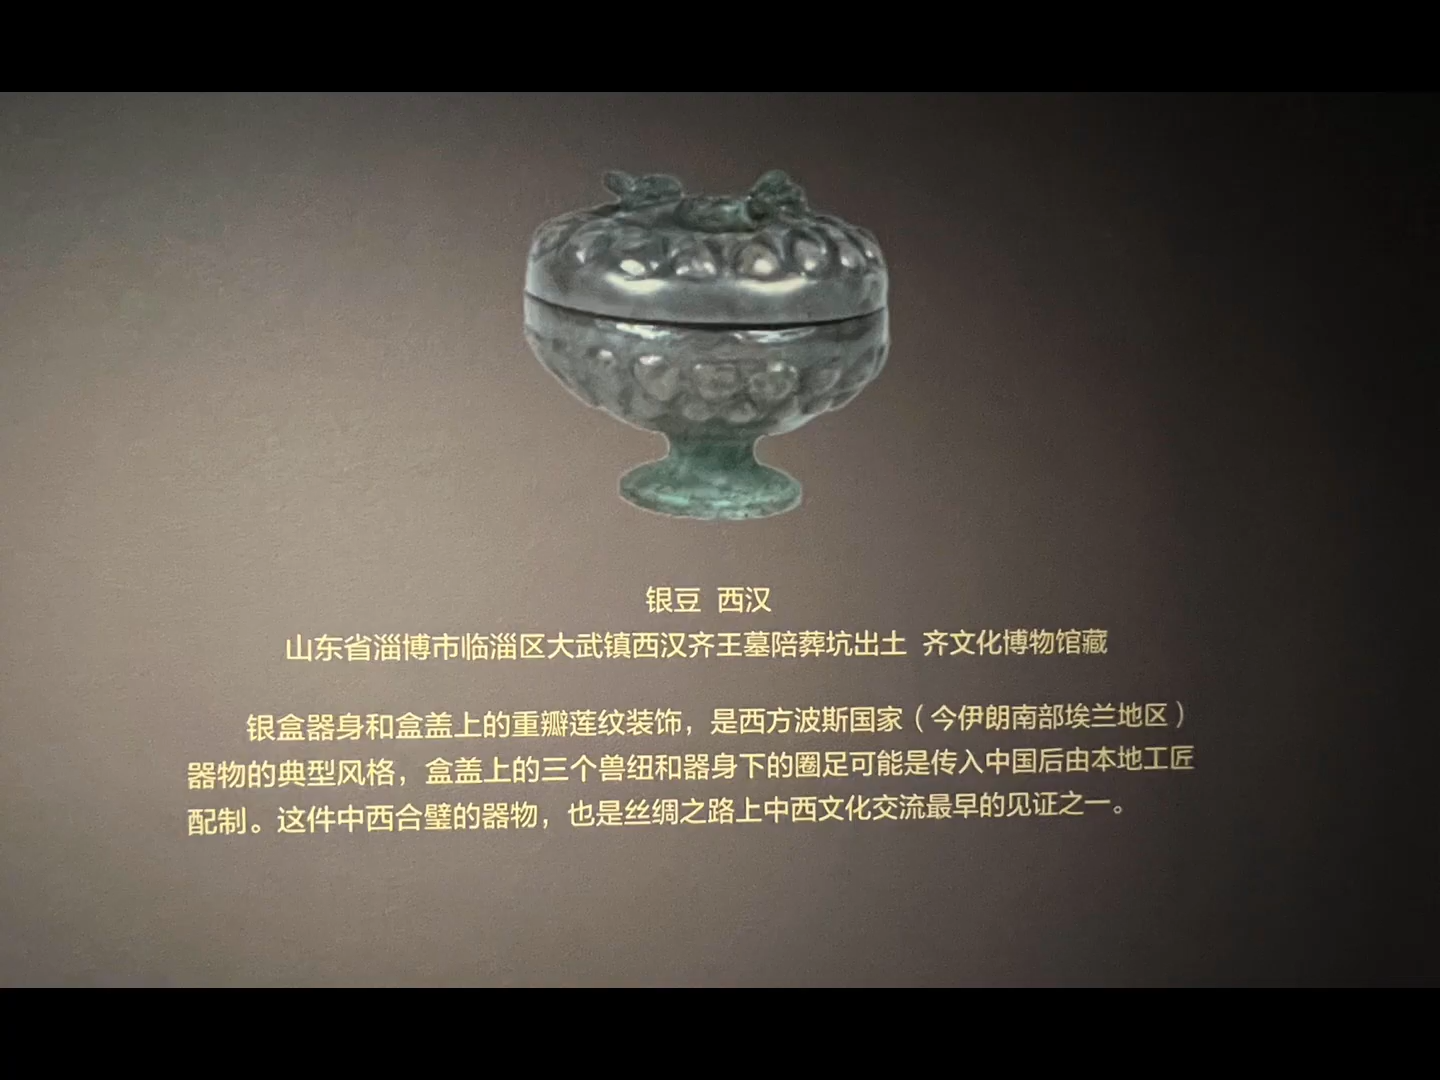 银豆 西汉
山东省淄博市临淄区大武镇西汉齐王墓陪葬坑出土 齐文化博物馆藏
银盒器身和盒盖上的重瓣莲纹装饰，是西方波斯国家（今伊朗南部埃兰地区）
器物的典型风格，盒盖上的三个兽纽和器身下的圈足可能是传入中国后由本地工匠
配制。这件中西合璧的器物，也是丝绸之路上中西文化交流最早的见证之一。